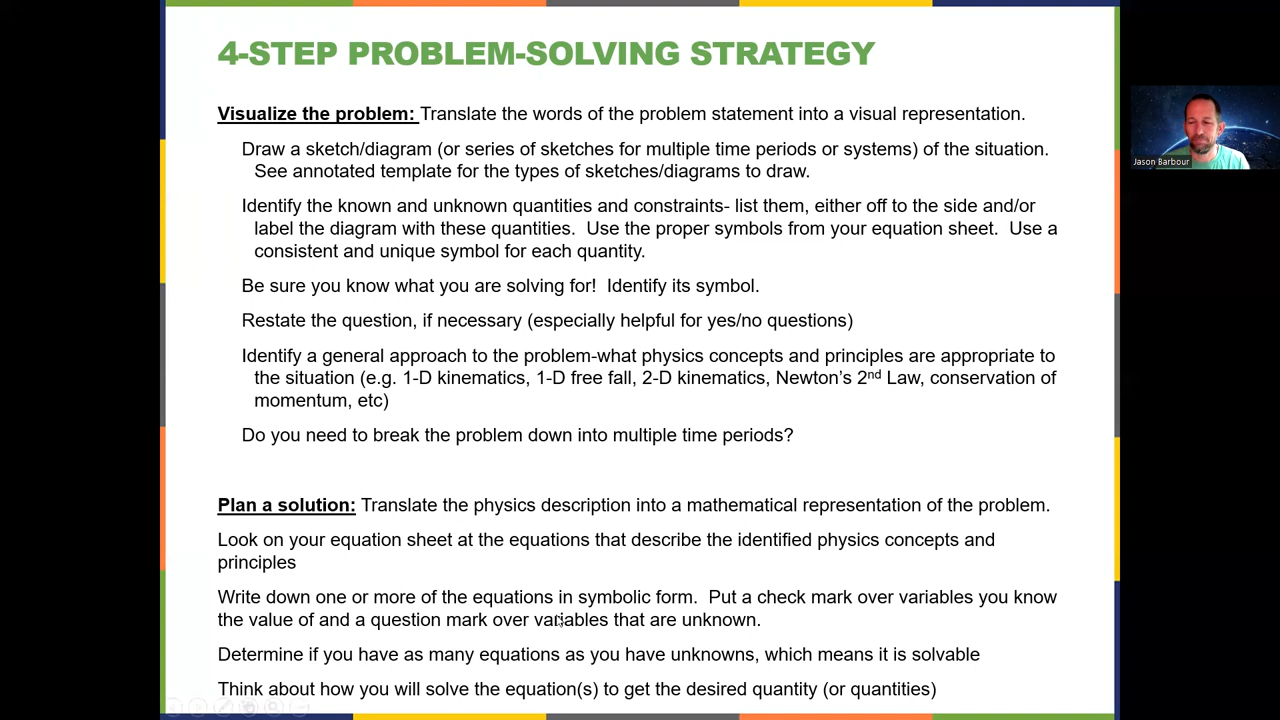 4-STEP PROBLEM-SOLVING STRATEGY
Visualize the problem: Translate the words of the problem statement into a visual representation.
Draw a sketch/diagram (or series of sketches for multiple time periods or systems) of the situation.
See annotated template for the types of sketches/diagrams to draw.
Identify the known and unknown quantities and constraints- list them, either off to the side and/or
label the diagram with these quantities.  Use the proper symbols from your equation sheet.  Use a
consistent and unique symbol for each quantity.
Be sure you know what you are solving for!  Identify its symbol.
Restate the question, if necessary (especially helpful for yes/no questions)
Identify a general approach to the problem-what physics concepts and principles are appropriate to
the situation (e.g. 1-D kinematics, 1-D free fall, 2-D kinematics, Newton's 2nd Law, conservation of
momentum, etc)
Do you need to break the problem down into multiple time periods?
Plan a solution: Translate the physics description into a mathematical representation of the problem.
Look on your equation sheet at the equations that describe the identified physics concepts and
principles
Write down one or more of the equations in symbolic form.  Put a check mark over variables you know
the value of and a question mark over variables that are unknown.
Determine if you have as many equations as you have unknowns, which means it is solvable
Think about how you will solve the equation(s) to get the desired quantity (or quantities)
Jason Barbour